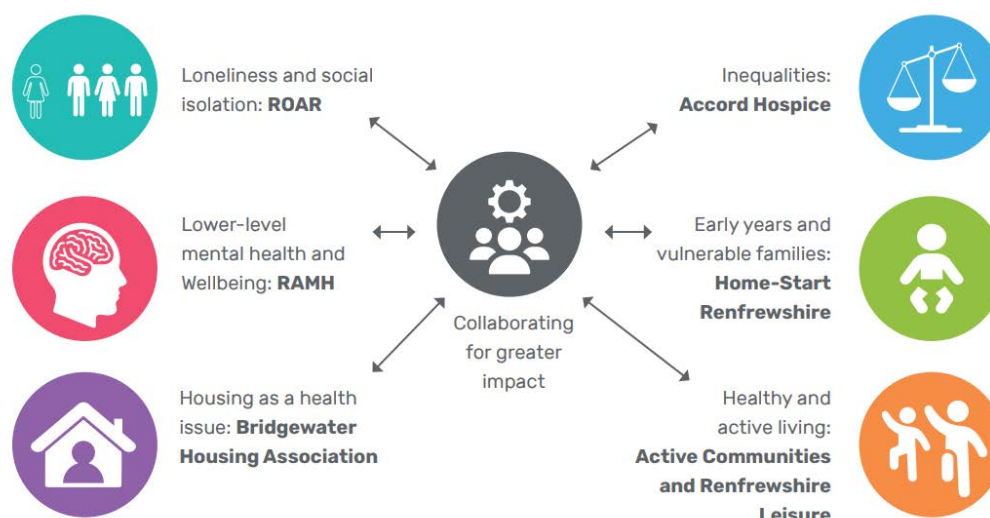 Loneliness and social
isolation: ROAR
Inequalities:
Accord Hospice
Lower-level
mental health and
Wellbeing: RAMH
Early years and
vulnerable families:
Home-Start
Renfrewshire
Collaborating
for greater
impact
Housing as a health
issue: Bridgewater
Housing Association
Healthy and
active living:
Active Communities
and Renfrewshire
Leisure